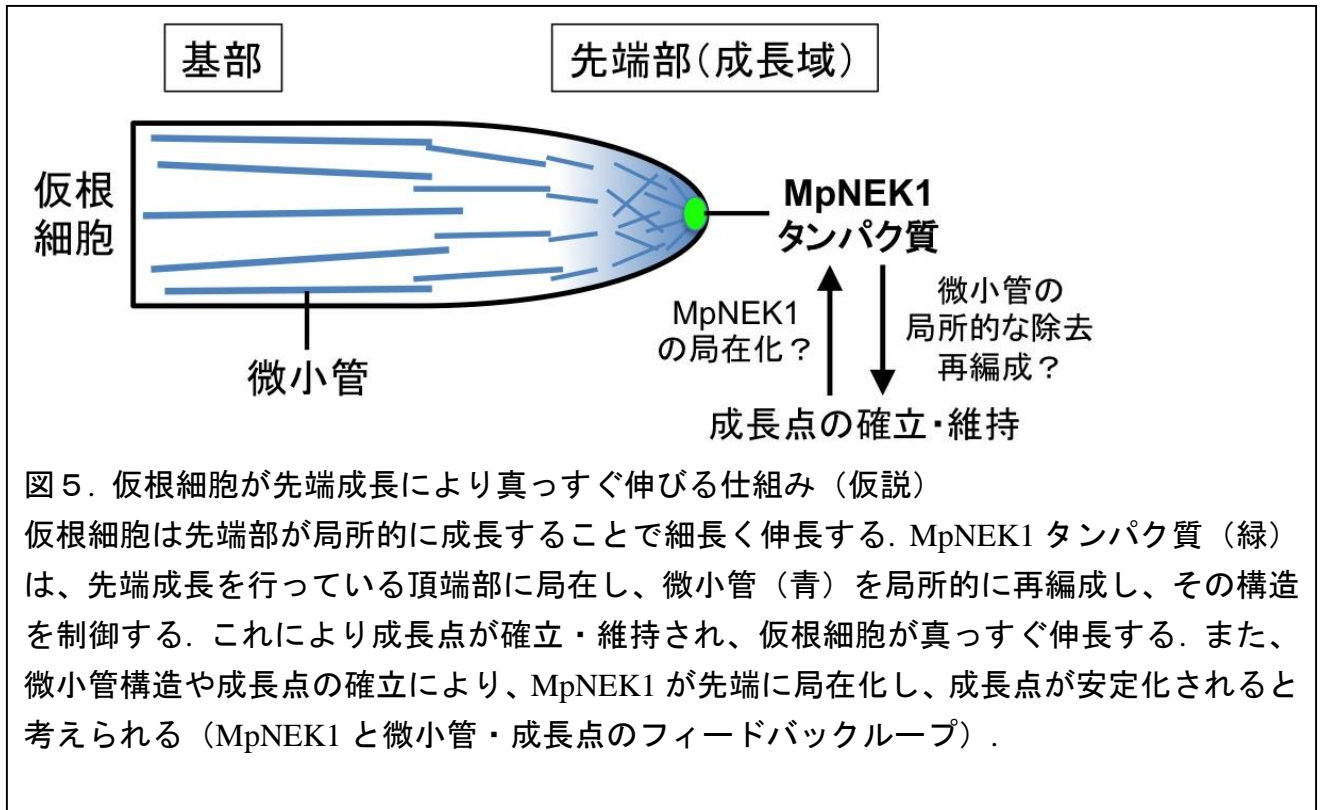 基部
先端部（成長域）
仮根
細胞
MpNEK1
タンパク質
微小管
MpNEK1
の局在化？
微小管の
局所的な除去
再編成？
成長点の確立・維持
図５. 仮根細胞が先端成長により真っすぐ伸びる仕組み（仮説）
仮根細胞は先端部が局所的に成長することで細長く伸長する. MpNEK1 タンパク質（緑）
は、先端成長を行っている頂端部に局在し、微小管（青）を局所的に再編成し、その構造
を制御する. これにより成長点が確立・維持され、仮根細胞が真っすぐ伸長する. また、
微小管構造や成長点の確立により、MpNEK1 が先端に局在化し、成長点が安定化されると
考えられる（MpNEK1 と微小管・成長点のフィードバックループ）.